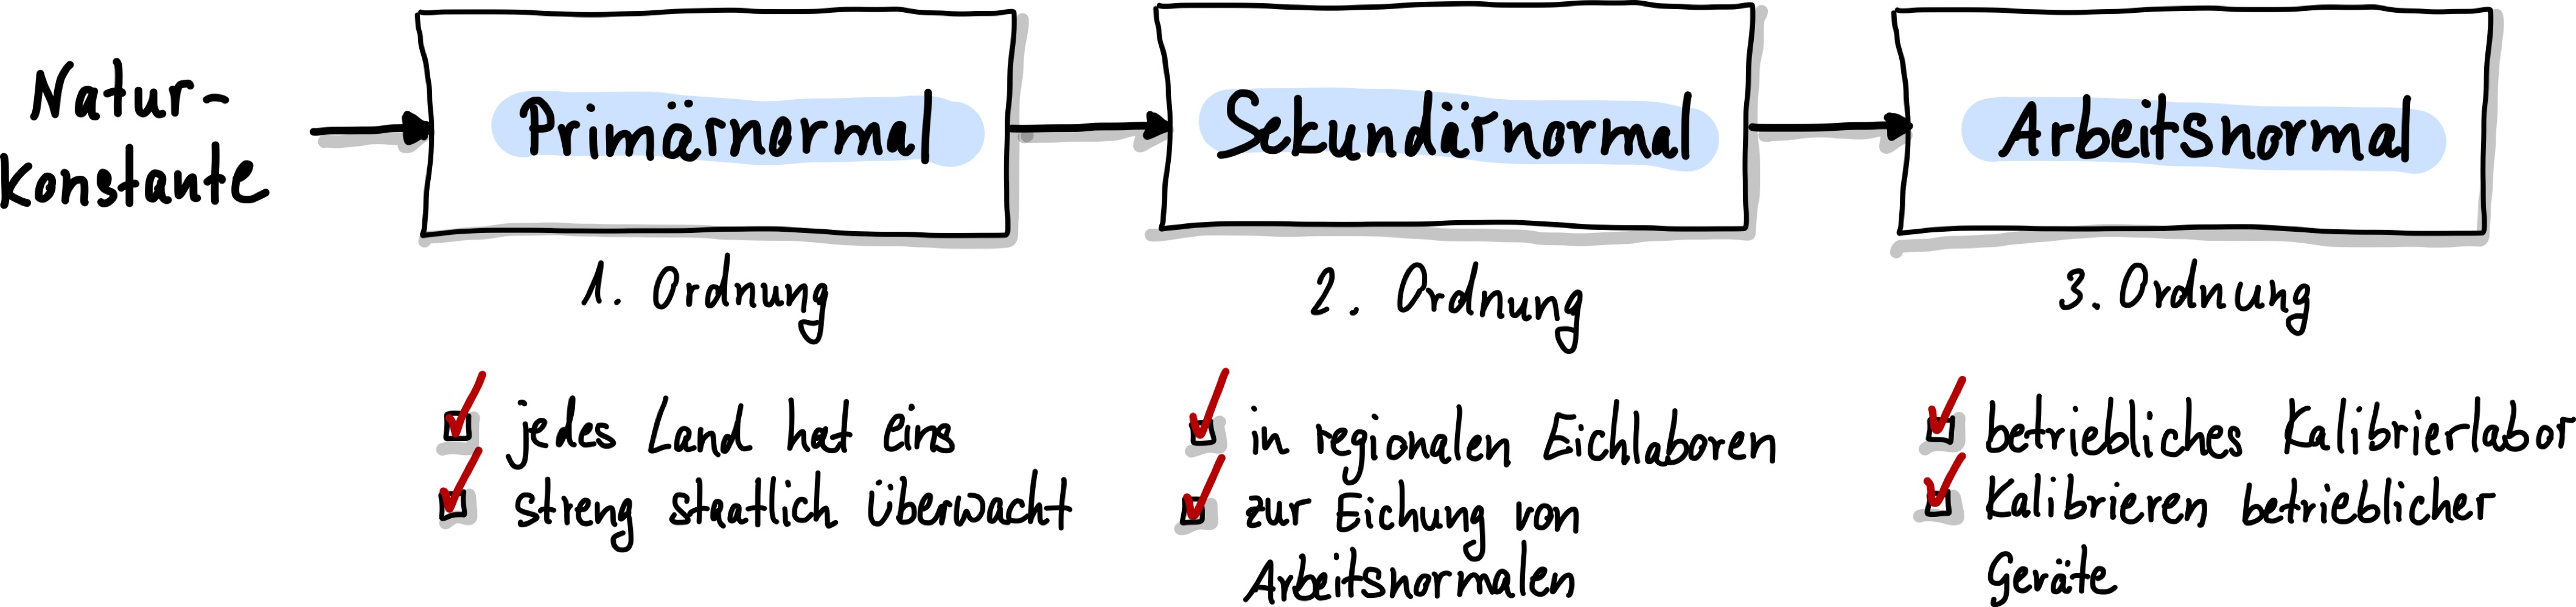 Natur-
konstante
Primärnormal
1. Ordnung
jedes Land hat eins
streng staatlich überwacht
Sekundärnormal
2. Ordnung
in regionalen Eichlaboren
zur Eichung von
Arbeitsnormalen
Arbeitsnormal
3. Ordnung
betriebliches Kalibrierlabor
Kalibrieren betrieblicher
Geräte